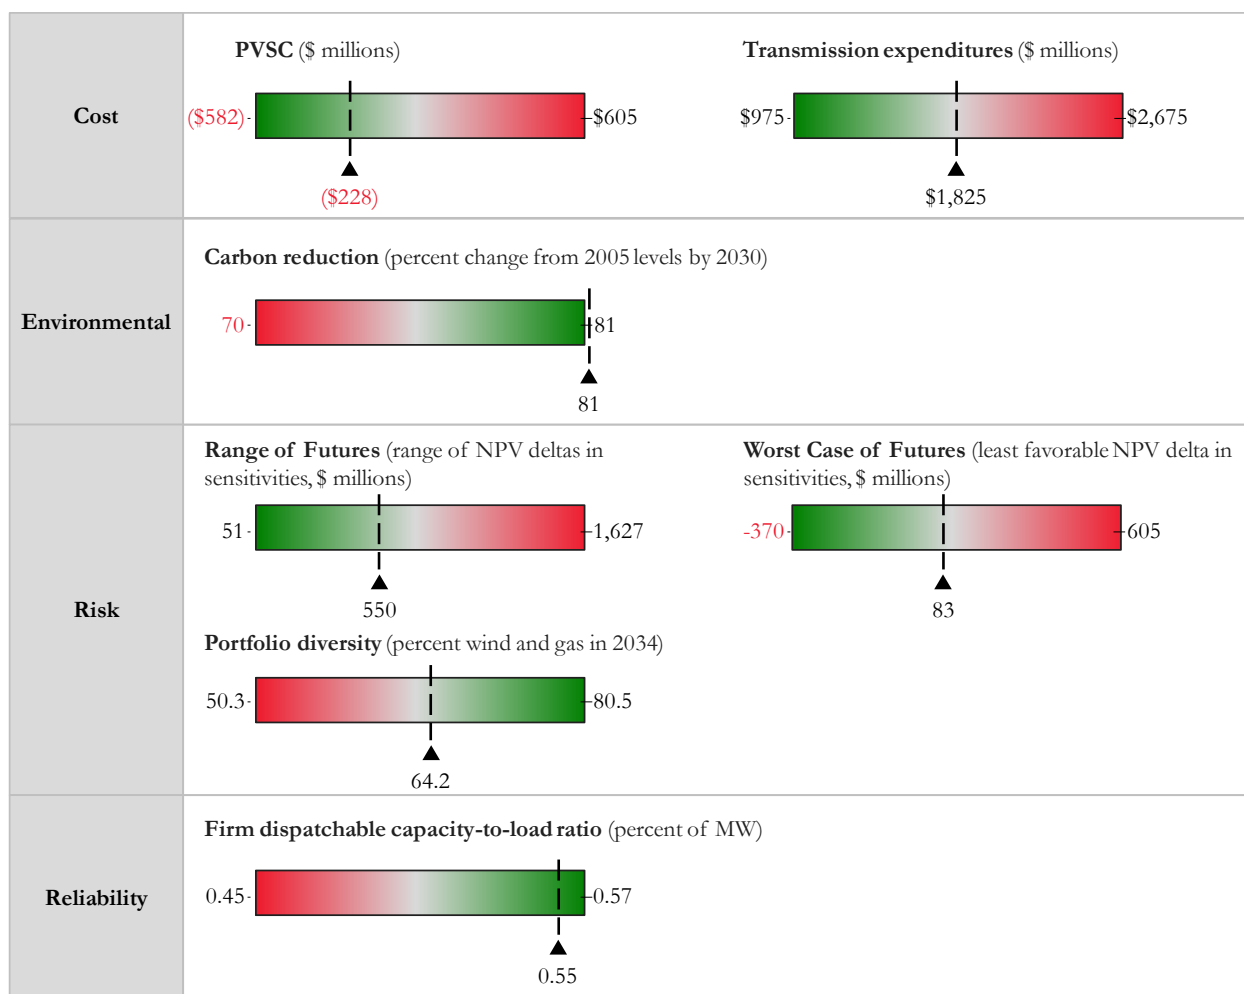 Cost
PVSC ($ millions)
($582)
$605
($228)
Transmission expenditures ($ millions)
$975
$2,675
$1,825
Environmental
Carbon reduction (percent change from 2005 levels by 2030)
70
81
81
Risk
Range of Futures (range of NPV deltas in
sensitivities, $ millions)
51
1,627
550
Worst Case of Futures (least favorable NPV delta in
sensitivities, $ millions)
-370
605
83
Portfolio diversity (percent wind and gas in 2034)
50.3
80.5
64.2
Reliability
Firm dispatchable capacity-to-load ratio (percent of MW)
0.45
0.57
0.55